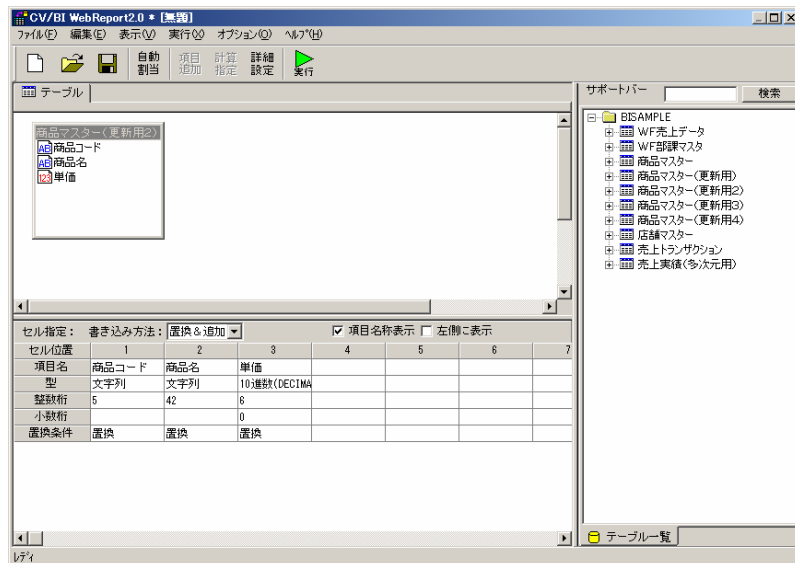 CV/BI WebReport2.0 * [無題]
ファイル(F) 編集(E) 表示(V) 実行(X) オプション(O) ヘルプ(H)
自動割当 項目追加 計算指定 詳細設定 実行
テーブル
商品マスター(更新用2)
商品コード
商品名
単価
セル指定: 書き込み方法: 置換&追加 項目名称表示 左側に表示
セル位置 1 2 3 4 5 6 7
項目名 商品コード 商品名 単価
型 文字列 文字列 10進数(DECIMA
整数桁 5 42 6
小数桁 0
置換条件 置換 置換 置換
サポートバー 検索
BISAMPLE
WF売上データ
WF部課マスタ
商品マスター
商品マスター(更新用)
商品マスター(更新用2)
商品マスター(更新用3)
商品マスター(更新用4)
店舗マスター
売上トランザクション
売上実績(多次元用)
テーブル一覧
レディ